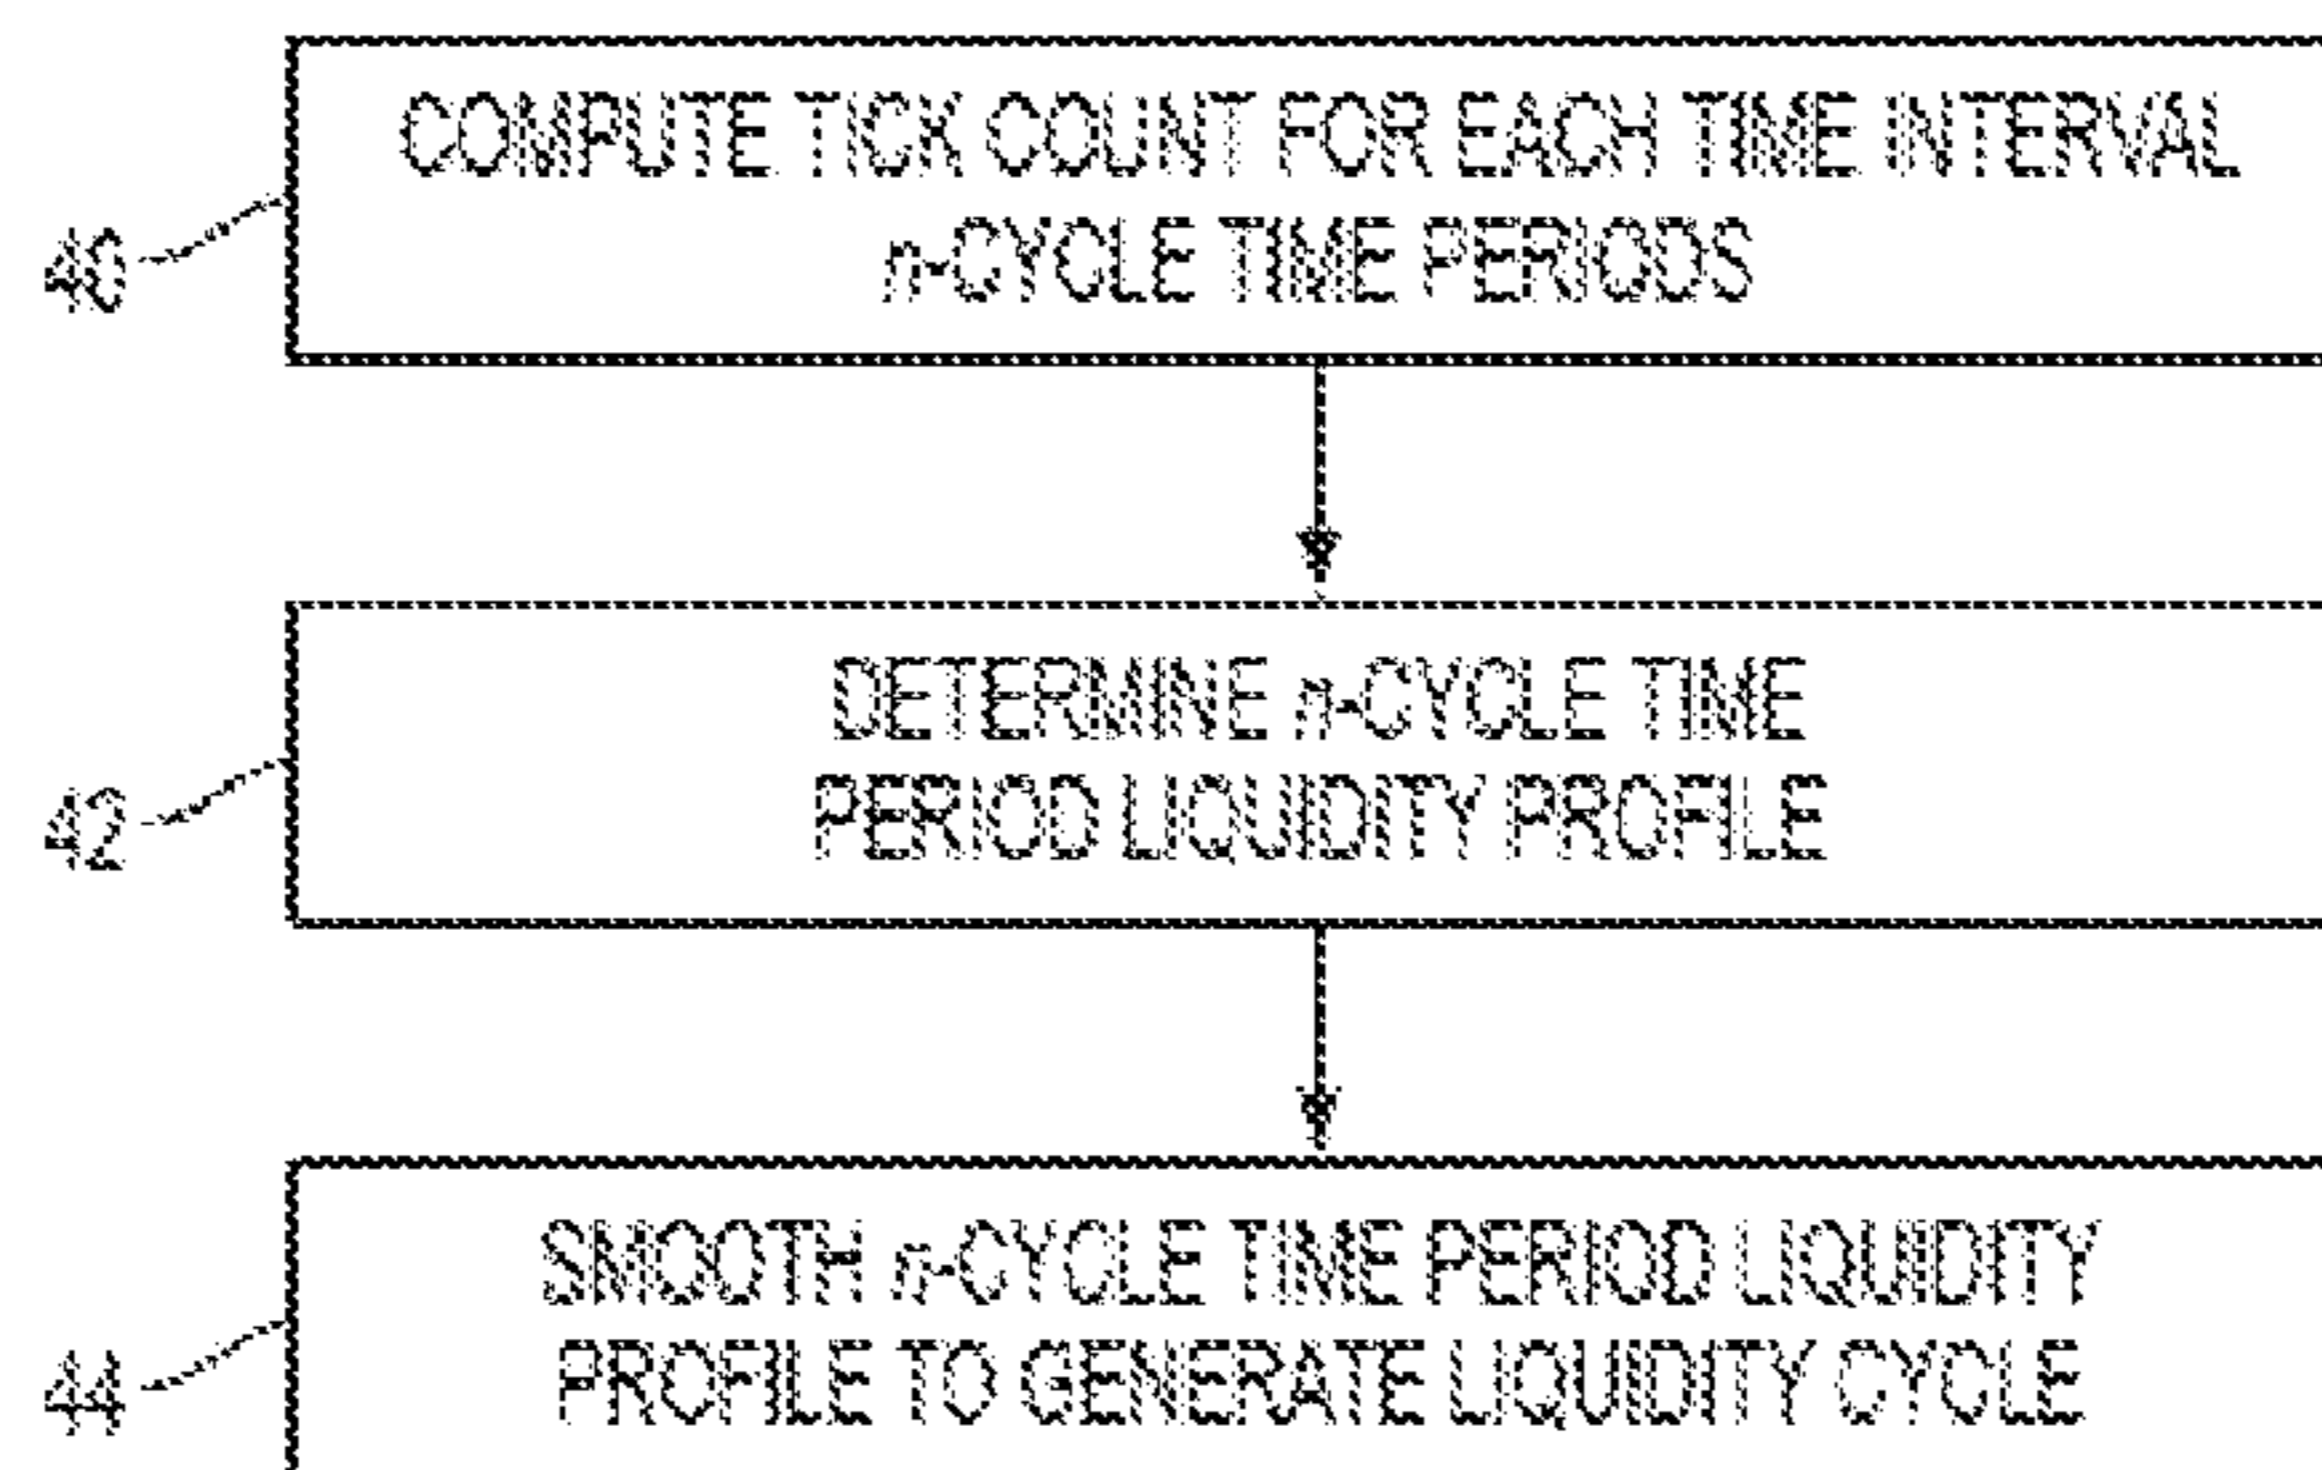 COMPUTE TICK COUNT FOR EACH TIME INTERVAL
n-CYCLE TIME PERIODS
40
DETERMINE n-CYCLE TIME
PERIOD LIQUIDITY PROFILE
42
SMOOTH n-CYCLE TIME PERIOD LIQUIDITY
PROFILE TO GENERATE LIQUIDITY CYCLE
44